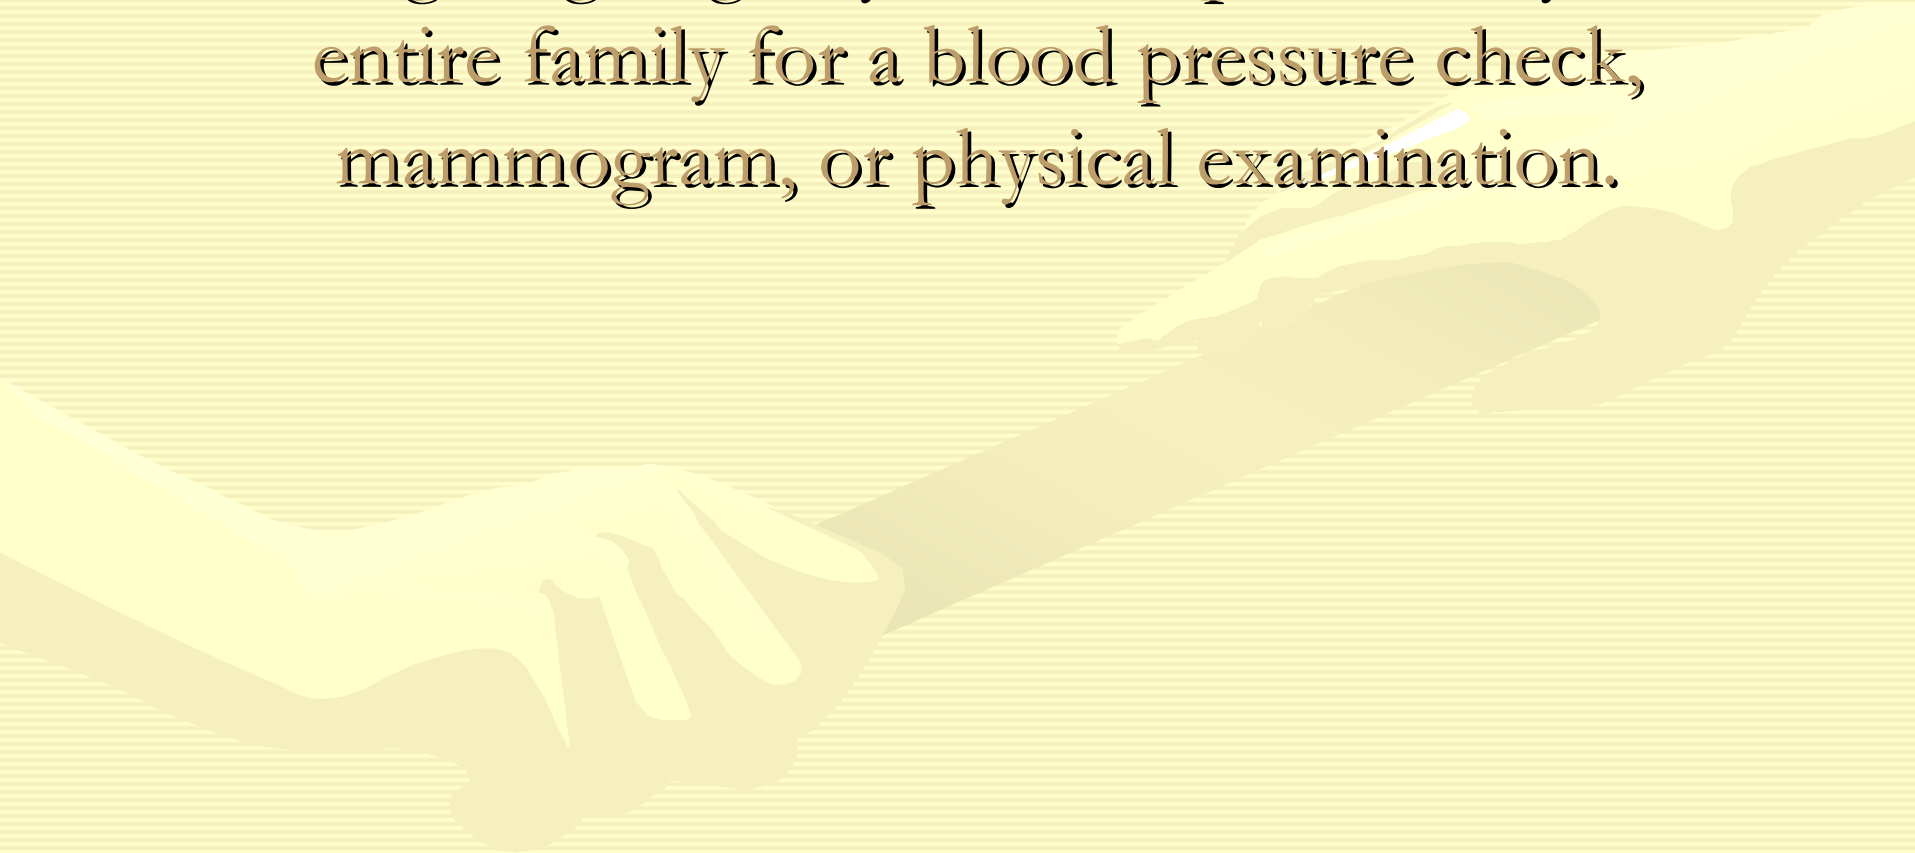 entire family for a blood pressure check,
mammogram, or physical examination.